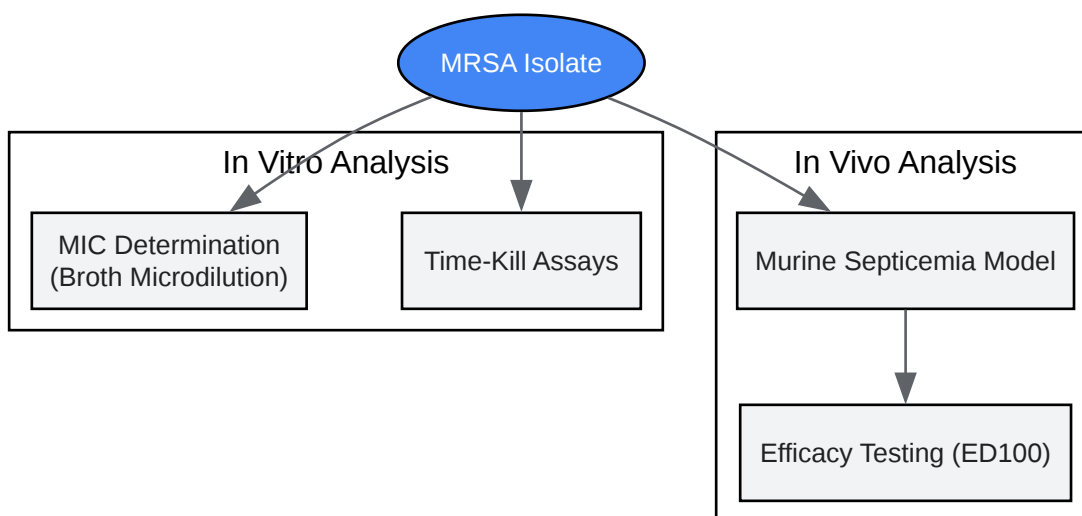 MRSA Isolate
In Vitro Analysis
MIC Determination
(Broth Microdilution)
Time-Kill Assays
In Vivo Analysis
Murine Septicemia Model
Efficacy Testing (ED100)